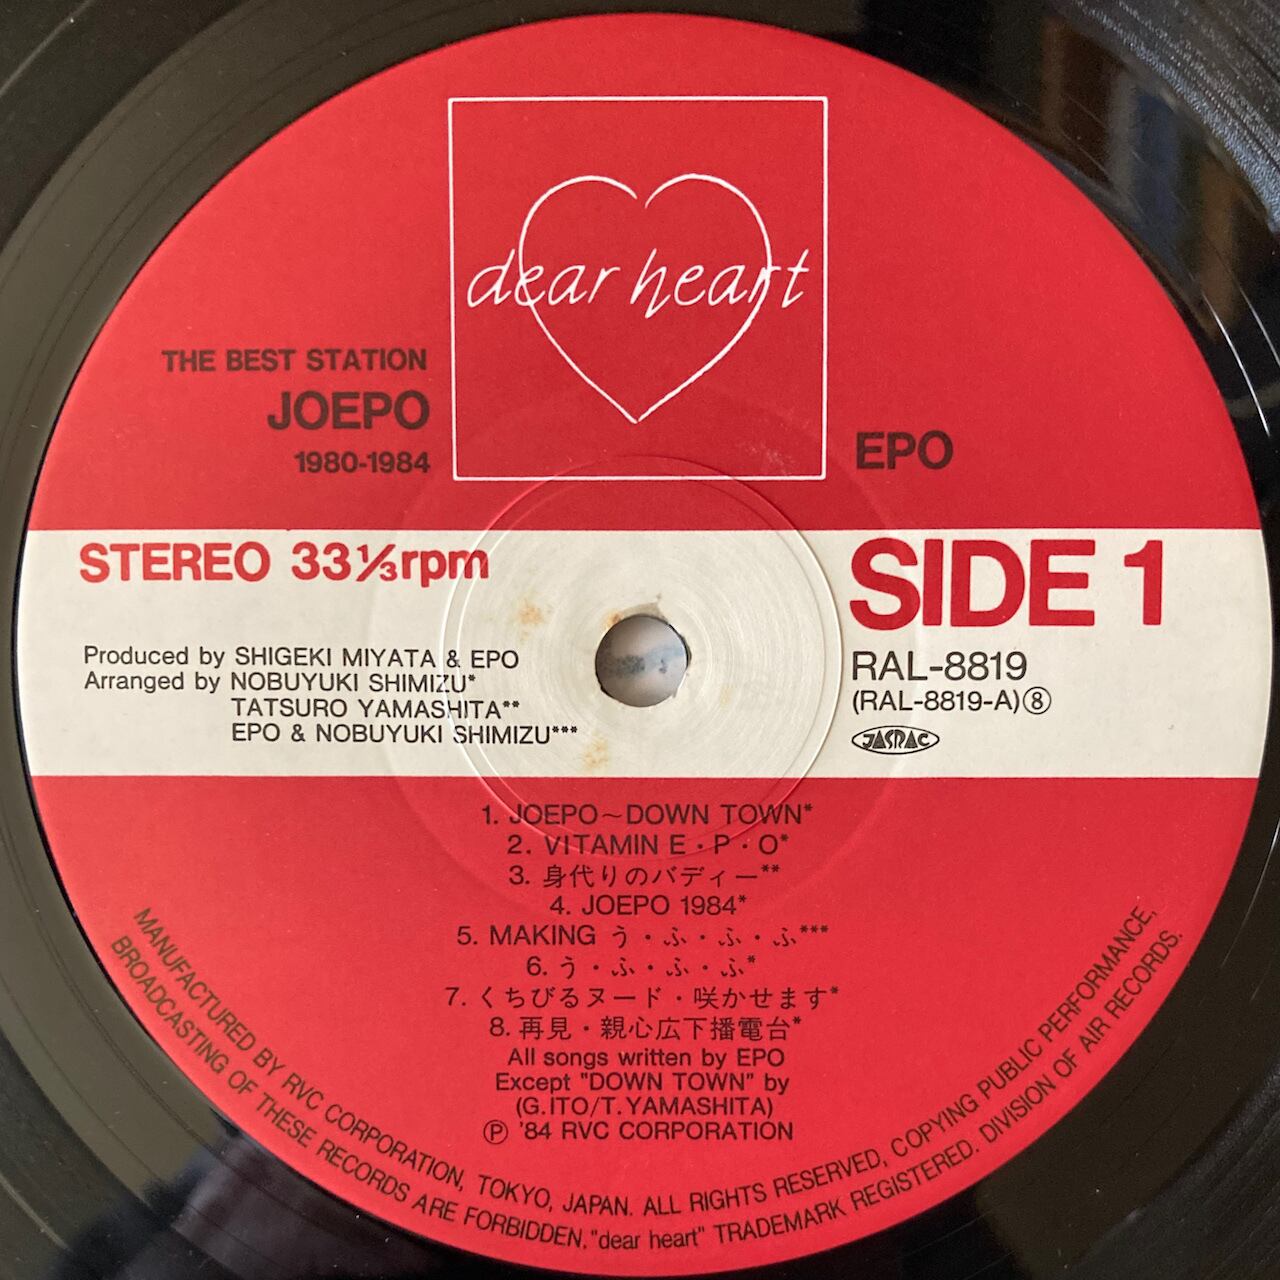 dear heart
THE BEST STATION
JOEPO
1980-1984
EPO
STEREO 33⅓rpm
SIDE 1
Produced by SHIGEKI MIYATA & EPO
Arranged by NOBUYUKI SHIMIZU*
TATSURO YAMASHITA**
EPO & NOBUYUKI SHIMIZU***
RAL-8819
(RAL-8819-A)⑧
JASRAC
1. JOEPO~DOWN TOWN*
2. VITAMIN E・P・O*
3. 身代りのバディー**
4. JOEPO 1984*
5. MAKING う・ふ・ふ・ふ***
6. う・ふ・ふ・ふ*
7. くちびるヌード・咲かせます*
8. 再見・親心広下播電台*
All songs written by EPO
Except "DOWN TOWN" by
(G.ITO/T.YAMASHITA)
Ⓟ '84 RVC CORPORATION
MANUFACTURED BY RVC CORPORATION, TOKYO, JAPAN. ALL RIGHTS RESERVED, COPYING PUBLIC PERFORMANCE,
BROADCASTING OF THESE RECORDS ARE FORBIDDEN. "dear heart" TRADEMARK REGISTERED. DIVISION OF AIR RECORDS.